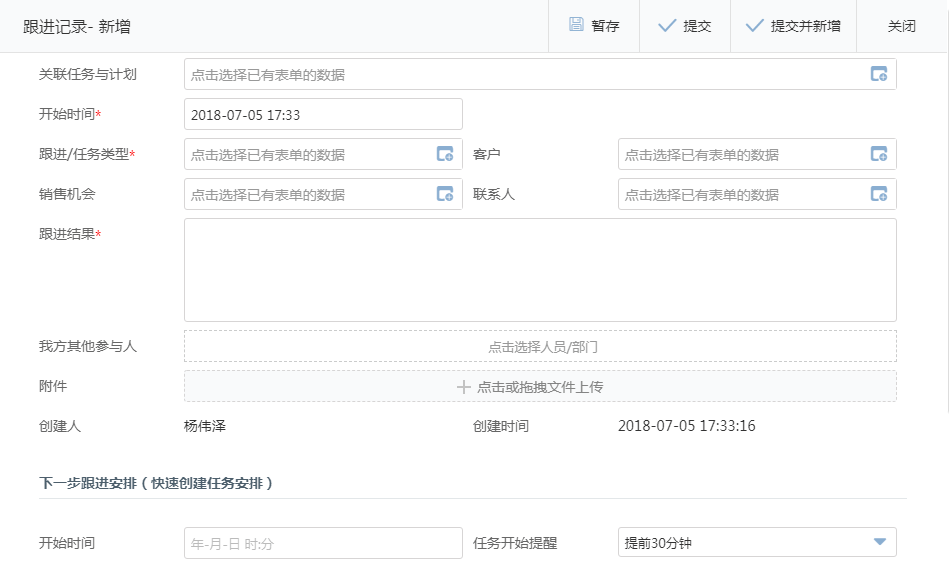 跟进记录- 新增 暂存 提交 提交并新增 关闭
关联任务与计划 点击选择已有表单的数据
开始时间* 2018-07-05 17:33
跟进/任务类型* 点击选择已有表单的数据 客户 点击选择已有表单的数据
销售机会 点击选择已有表单的数据 联系人 点击选择已有表单的数据
跟进结果*
我方其他参与人 点击选择人员/部门
附件 点击或拖拽文件上传
创建人 杨伟泽 创建时间 2018-07-05 17:33:16
下一步跟进安排（快速创建任务安排）
开始时间 年-月-日 时:分 任务开始提醒 提前30分钟